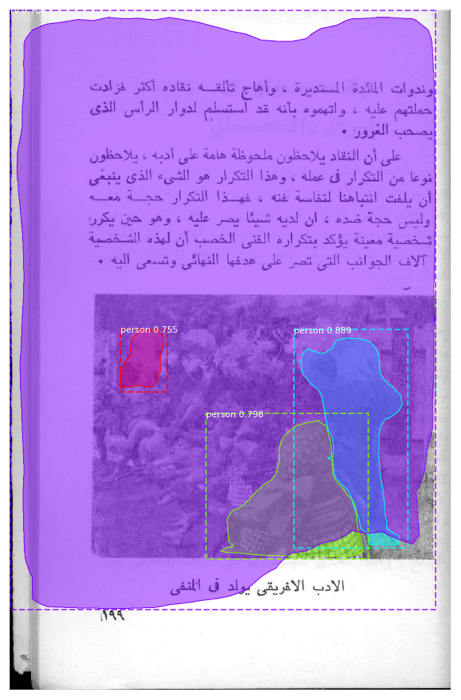 وندوات المائدة المستديرة ، وأهاج تألقه نقاده أكثر فزادت
حملتهم عليه ، واتهموه بأنه قد استسلم لدوار الرأس الذى
يصحب الغرور .
على أن النقاد يلاحظون ملحوظة هامة على أدبه ، يلاحظون
نوعا من التكرار فى عمله ، وهذا التكرار هو الشىء الذى ينبغى
أن يلفت انتباهنا لنفاسة فنه ، فهذا التكرار حجة معه
وليس حجة ضده ، ان لديه شيئا يصر عليه ، وهو حين يكرر
شخصية معينة يؤكد بتكراره الفنى الخصب أن لهذه الشخصية
آلاف الجوانب التى تصر على هدفها النهائى وتسعى اليه .
person 0.755
person 0.889
person 0.798
الادب الافريقى يولد فى المنفى
١٩٩